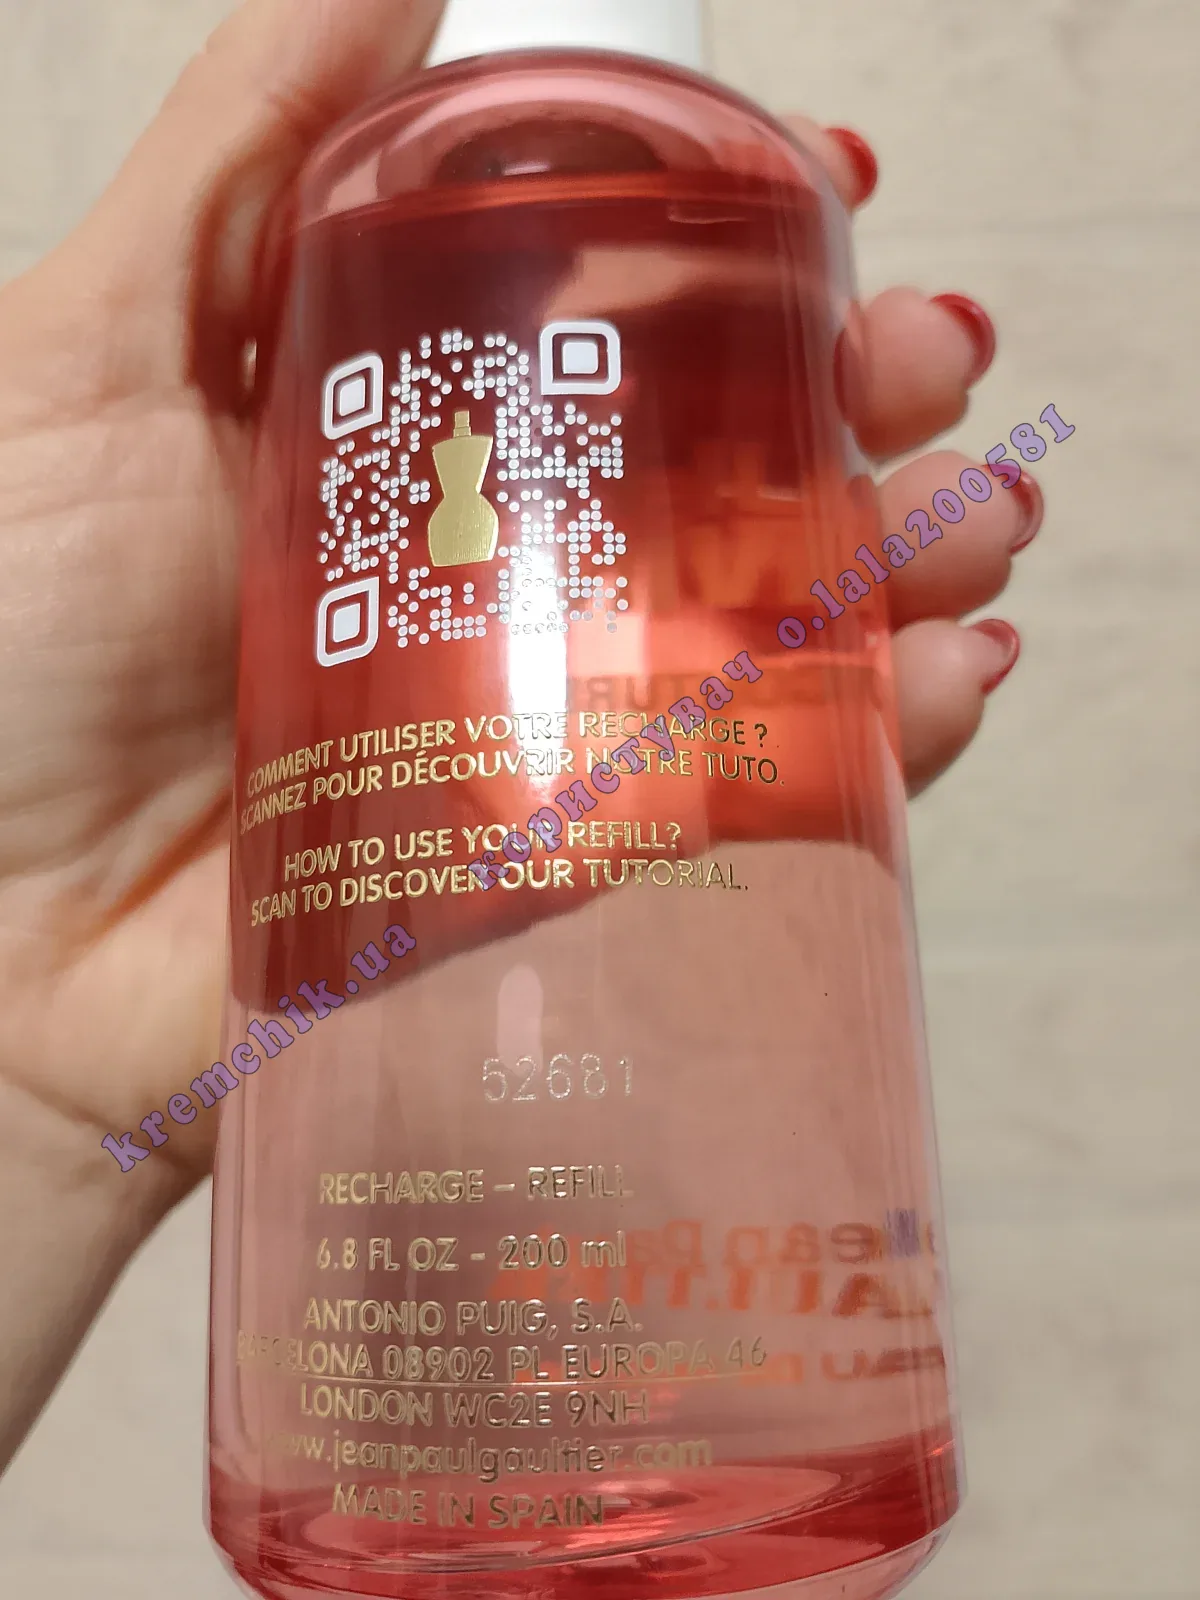 COMMENT UTILISER VOTRE RECHARGE ?
SCANNEZ POUR DÉCOUVRIR NOTRE TUTO.
HOW TO USE YOUR REFILL?
SCAN TO DISCOVER OUR TUTORIAL.
52681
RECHARGE – REFILL
6.8 FL OZ - 200 ml
ANTONIO PUIG, S.A.
BARCELONA 08902 PL EUROPA 46
LONDON WC2E 9NH
www.jeanpaulgaultier.com
MADE IN SPAIN
kremchik.ua користувач o.lala200581